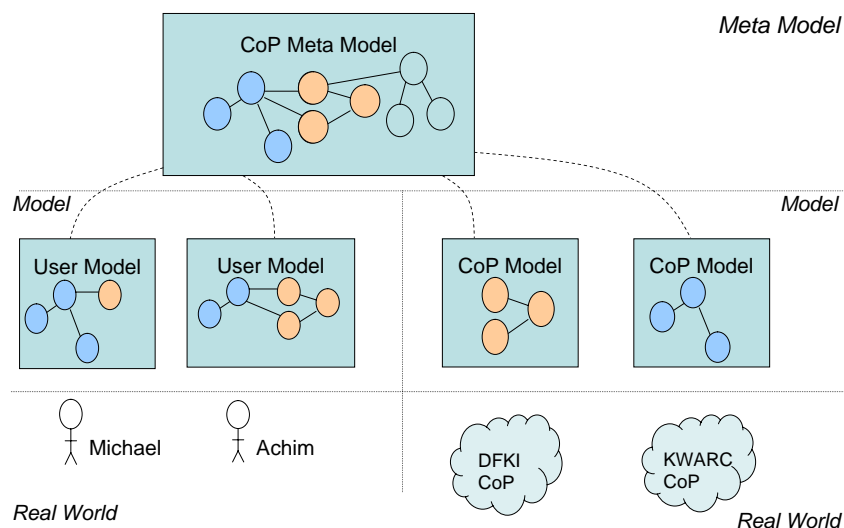 Meta Model
CoP Meta Model
Model
Model
User Model
User Model
CoP Model
CoP Model
Michael
Achim
DFKI
CoP
KWARC
CoP
Real World
Real World